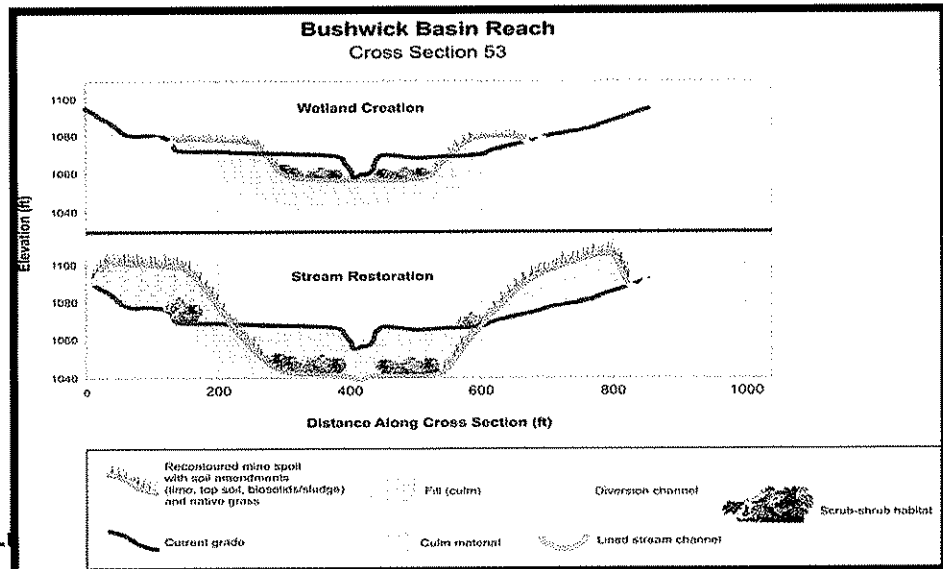 Bushwick Basin Reach
Cross Section 53
Wetland Creation
1100
1080
1060
1040
Elevation (ft)
Stream Restoration
1100
1080
1060
1040
0 200 400 600 800 1000
Distance Along Cross Section (ft)
Recontoured mine spoil
with soil amendments
(lime, top soil, biosolids/sludge)
and native grass
Fill (culm)
Diversion channel
Scrub-shrub habitat
Current grade
Culm material
Lined stream channel